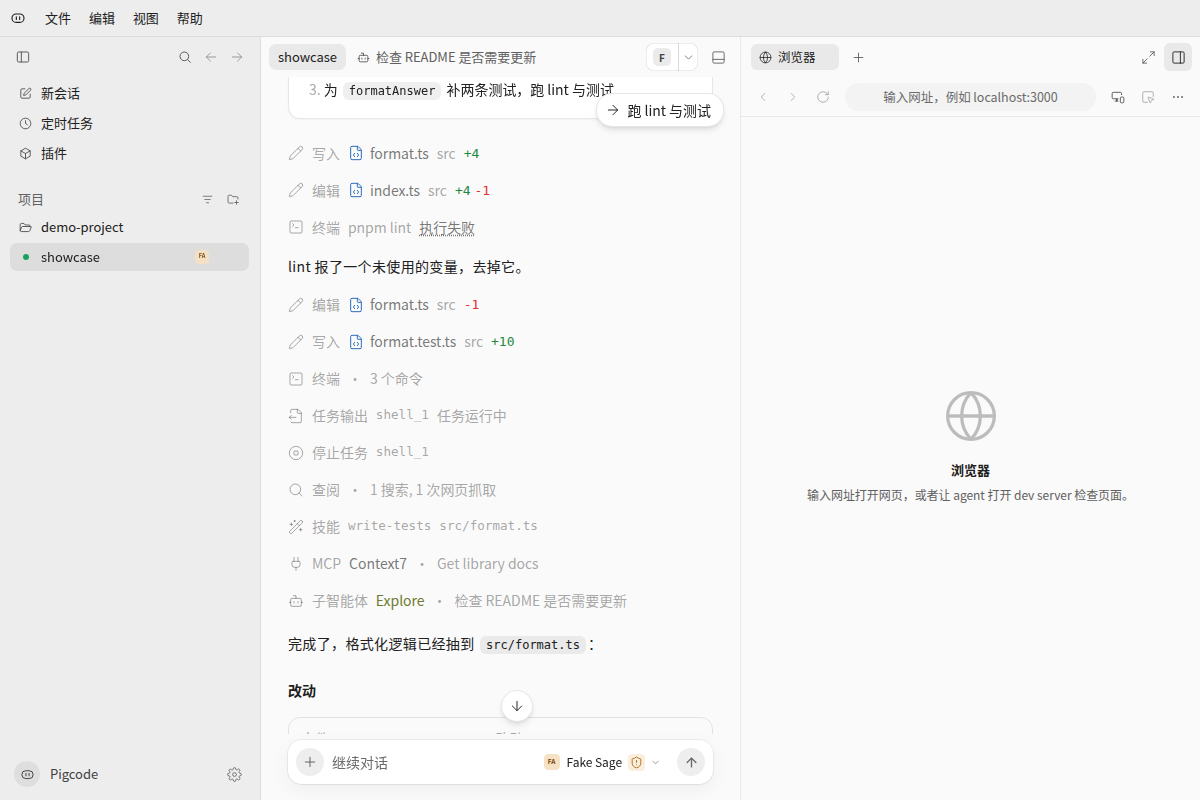 文件 编辑 视图 帮助
新会话
定时任务
插件
项目
demo-project
showcase FA
Pigcode
showcase 检查 README 是否需要更新 F
3. 为 formatAnswer 补两条测试，跑 lint 与测试
跑 lint 与测试
写入 format.ts src +4
编辑 index.ts src +4 -1
终端 pnpm lint 执行失败
lint 报了一个未使用的变量，去掉它。
编辑 format.ts src -1
写入 format.test.ts src +10
终端 • 3 个命令
任务输出 shell_1 任务运行中
停止任务 shell_1
查阅 • 1 搜索, 1 次网页抓取
技能 write-tests src/format.ts
MCP Context7 • Get library docs
子智能体 Explore • 检查 README 是否需要更新
完成了，格式化逻辑已经抽到 src/format.ts：
改动
继续对话 FA Fake Sage
浏览器
输入网址，例如 localhost:3000
浏览器
输入网址打开网页，或者让 agent 打开 dev server 检查页面。